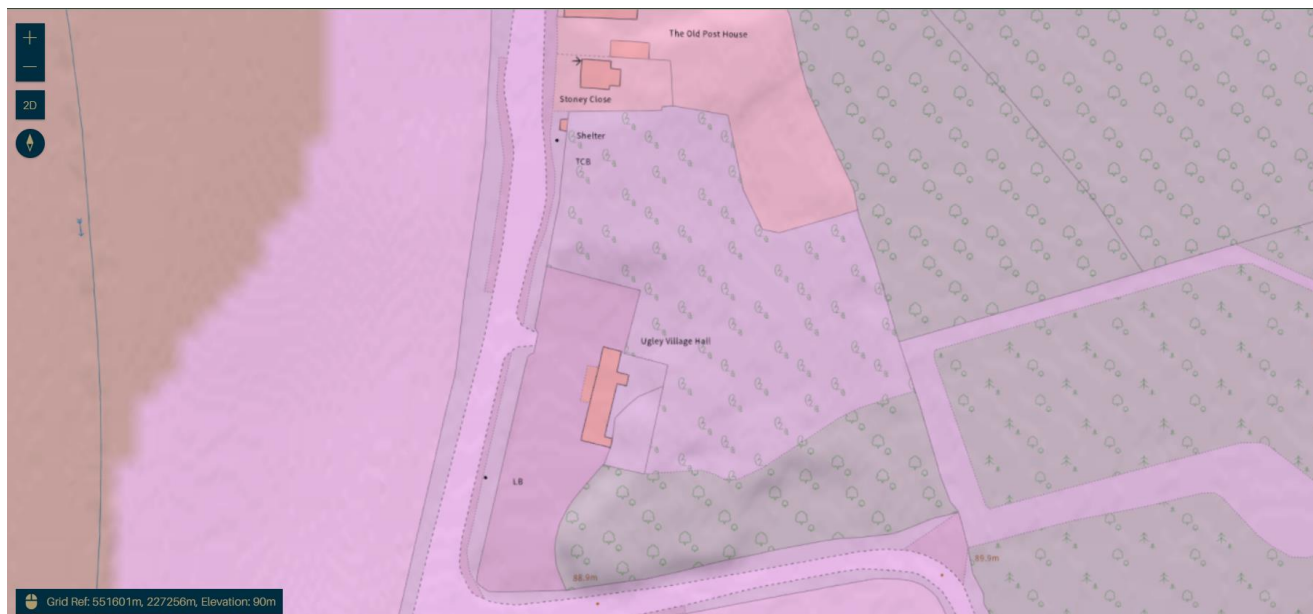 +
−
2D
The Old Post House
Stoney Close
Shelter
TCB
Ugley Village Hall
LB
88.9m
89.9m
Grid Ref: 551601m, 227256m, Elevation: 90m